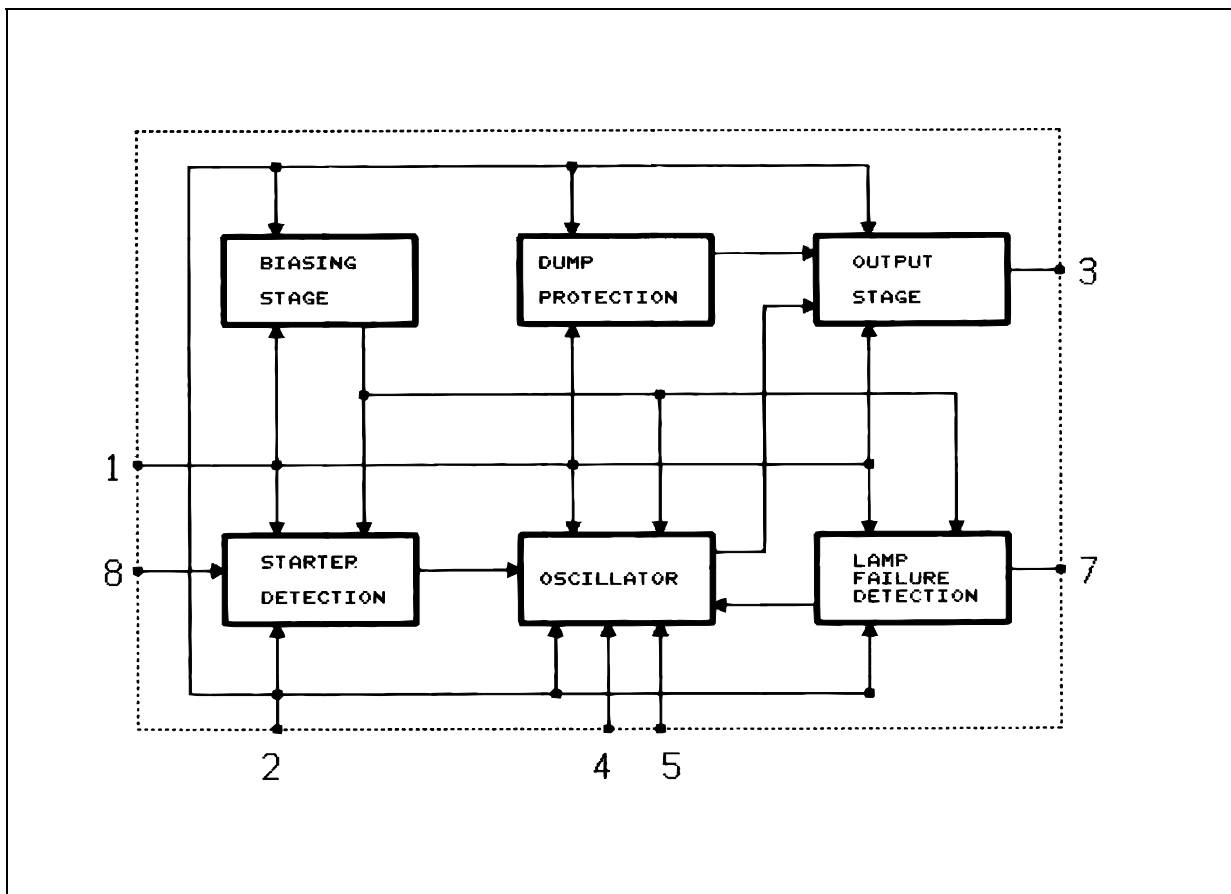 BIASING
STAGE
DUMP
PROTECTION
OUTPUT
STAGE
3
1
8
STARTER
DETECTION
OSCILLATOR
LAMP
FAILURE
DETECTION
7
2
4
5